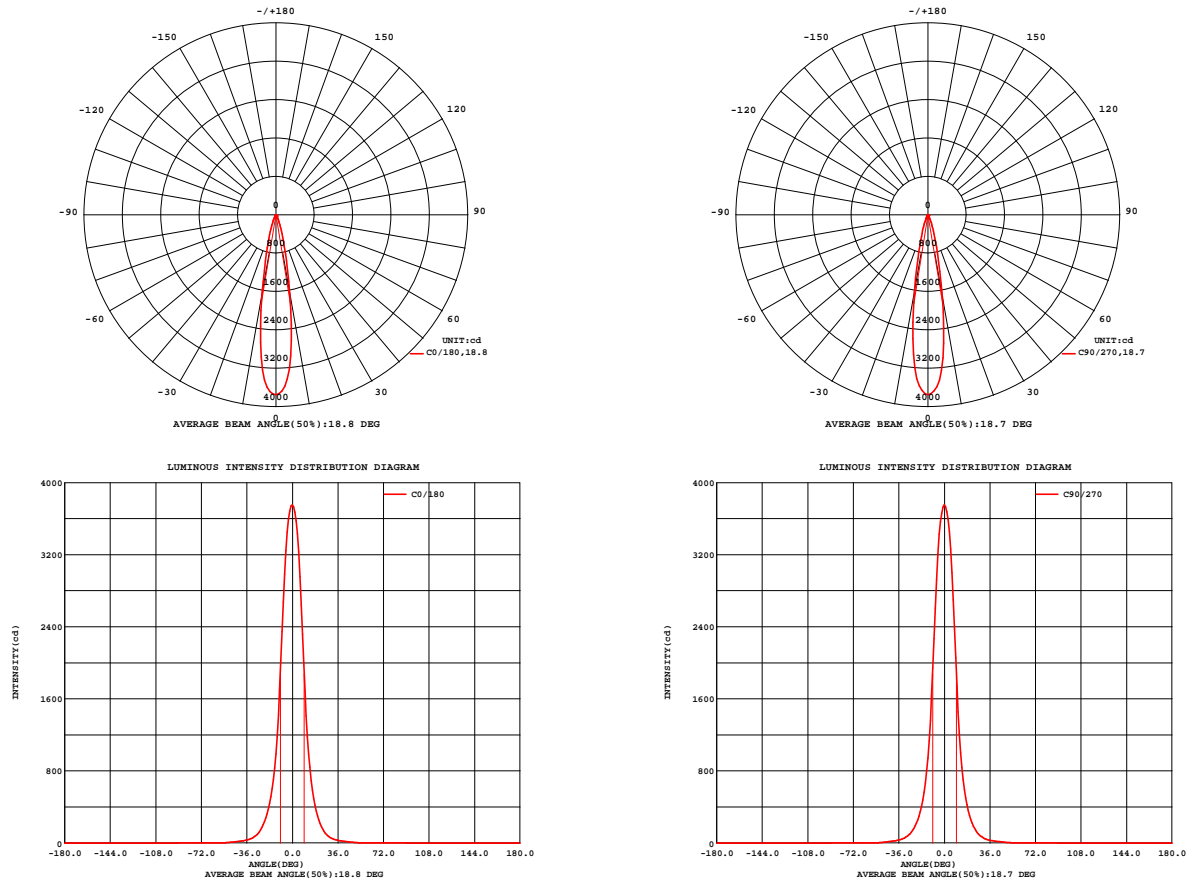 -/+180
-150
150
-120
120
-90
90
0
800
1600
2400
3200
4000
-60
60
-30
30
0
UNIT:cd
C0/180,18.8
AVERAGE BEAM ANGLE(50%):18.8 DEG
-/+180
-150
150
-120
120
-90
90
0
800
1600
2400
3200
4000
-60
60
-30
30
0
UNIT:cd
C90/270,18.7
AVERAGE BEAM ANGLE(50%):18.7 DEG
LUMINOUS INTENSITY DISTRIBUTION DIAGRAM
C0/180
4000
3200
2400
1600
800
0
INTENSITY(cd)
-180.0 -144.0 -108.0 -72.0 -36.0 0.0 36.0 72.0 108.0 144.0 180.0
ANGLE(DEG)
AVERAGE BEAM ANGLE(50%):18.8 DEG
LUMINOUS INTENSITY DISTRIBUTION DIAGRAM
C90/270
4000
3200
2400
1600
800
0
INTENSITY(cd)
-180.0 -144.0 -108.0 -72.0 -36.0 0.0 36.0 72.0 108.0 144.0 180.0
ANGLE(DEG)
AVERAGE BEAM ANGLE(50%):18.7 DEG